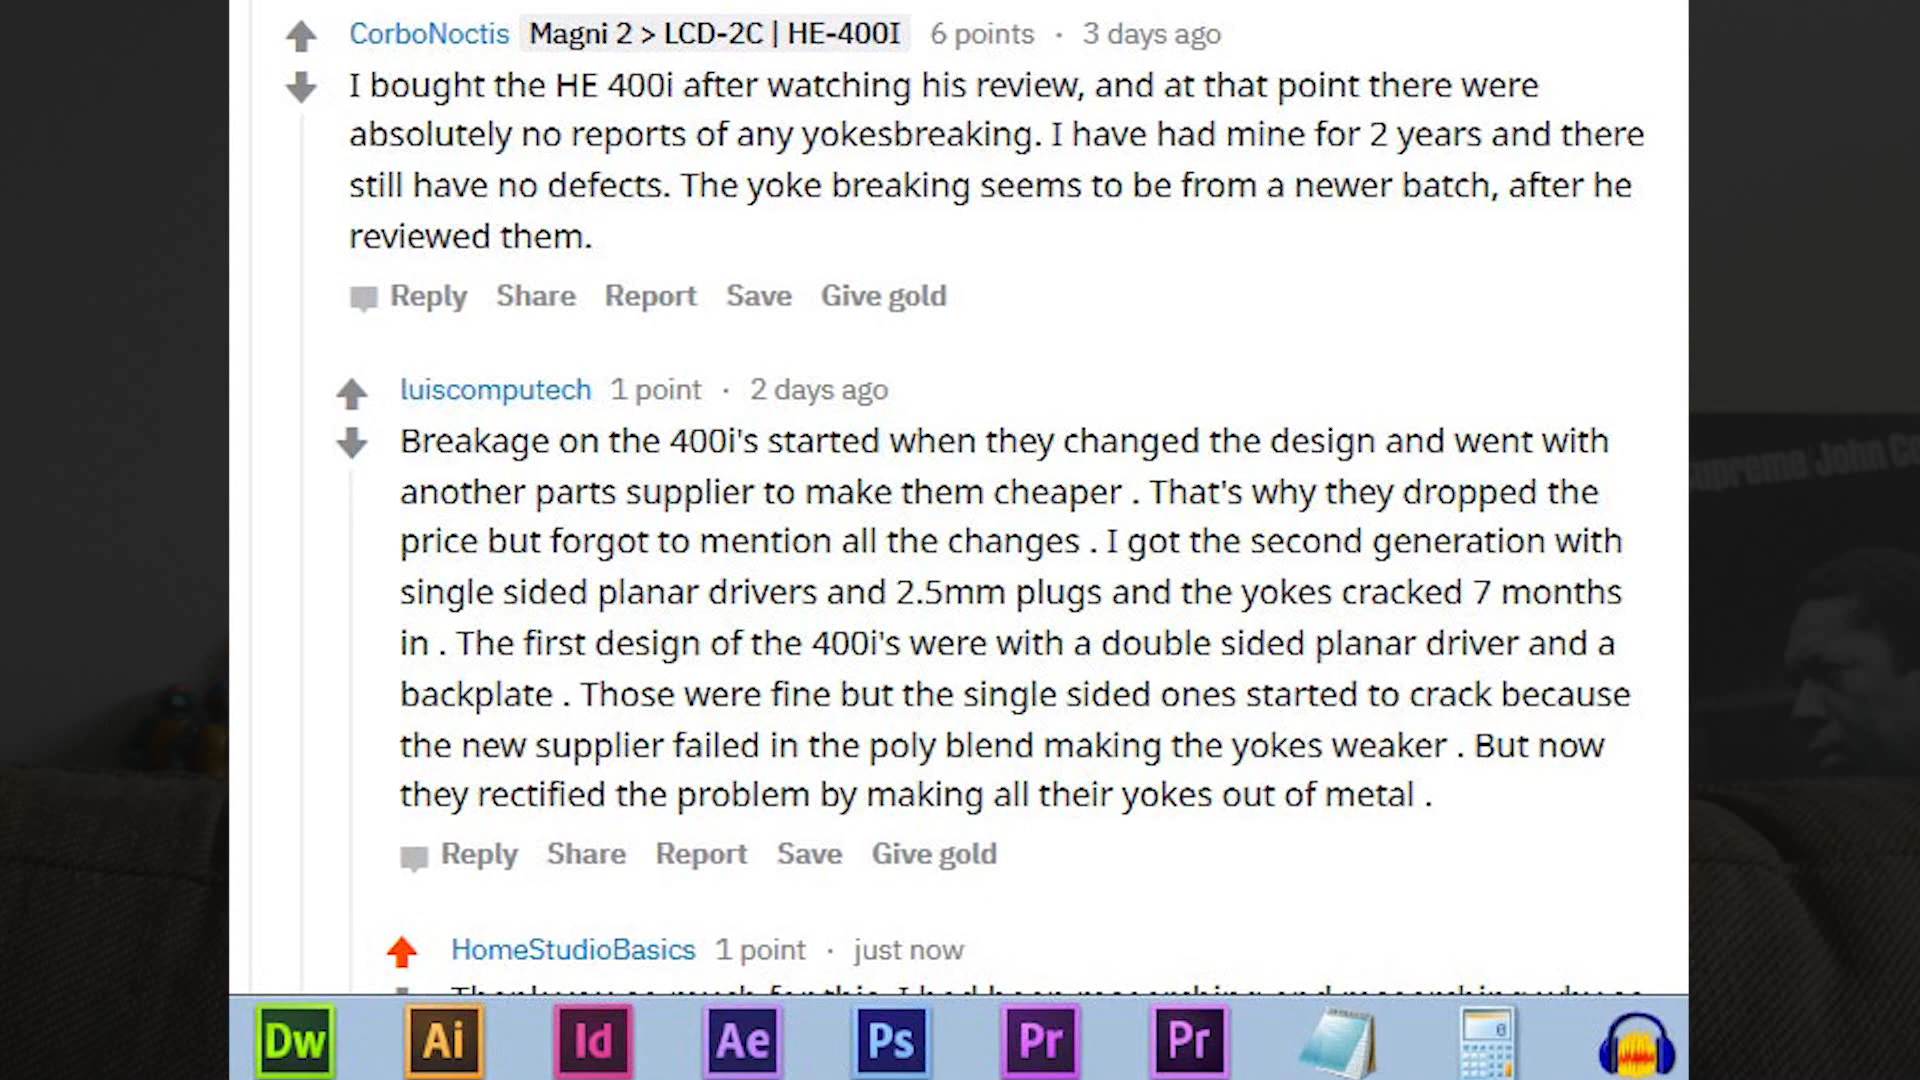 CorboNoctis Magni 2 > LCD-2C | HE-400I 6 points · 3 days ago
I bought the HE 400i after watching his review, and at that point there were
absolutely no reports of any yokesbreaking. I have had mine for 2 years and there
still have no defects. The yoke breaking seems to be from a newer batch, after he
reviewed them.
Reply Share Report Save Give gold
luiscomputech 1 point · 2 days ago
Breakage on the 400i's started when they changed the design and went with
another parts supplier to make them cheaper . That's why they dropped the
price but forgot to mention all the changes . I got the second generation with
single sided planar drivers and 2.5mm plugs and the yokes cracked 7 months
in . The first design of the 400i's were with a double sided planar driver and a
backplate . Those were fine but the single sided ones started to crack because
the new supplier failed in the poly blend making the yokes weaker . But now
they rectified the problem by making all their yokes out of metal .
Reply Share Report Save Give gold
HomeStudioBasics 1 point · just now
Dw Ai Id Ae Ps Pr Pr 0
upreme/John Co